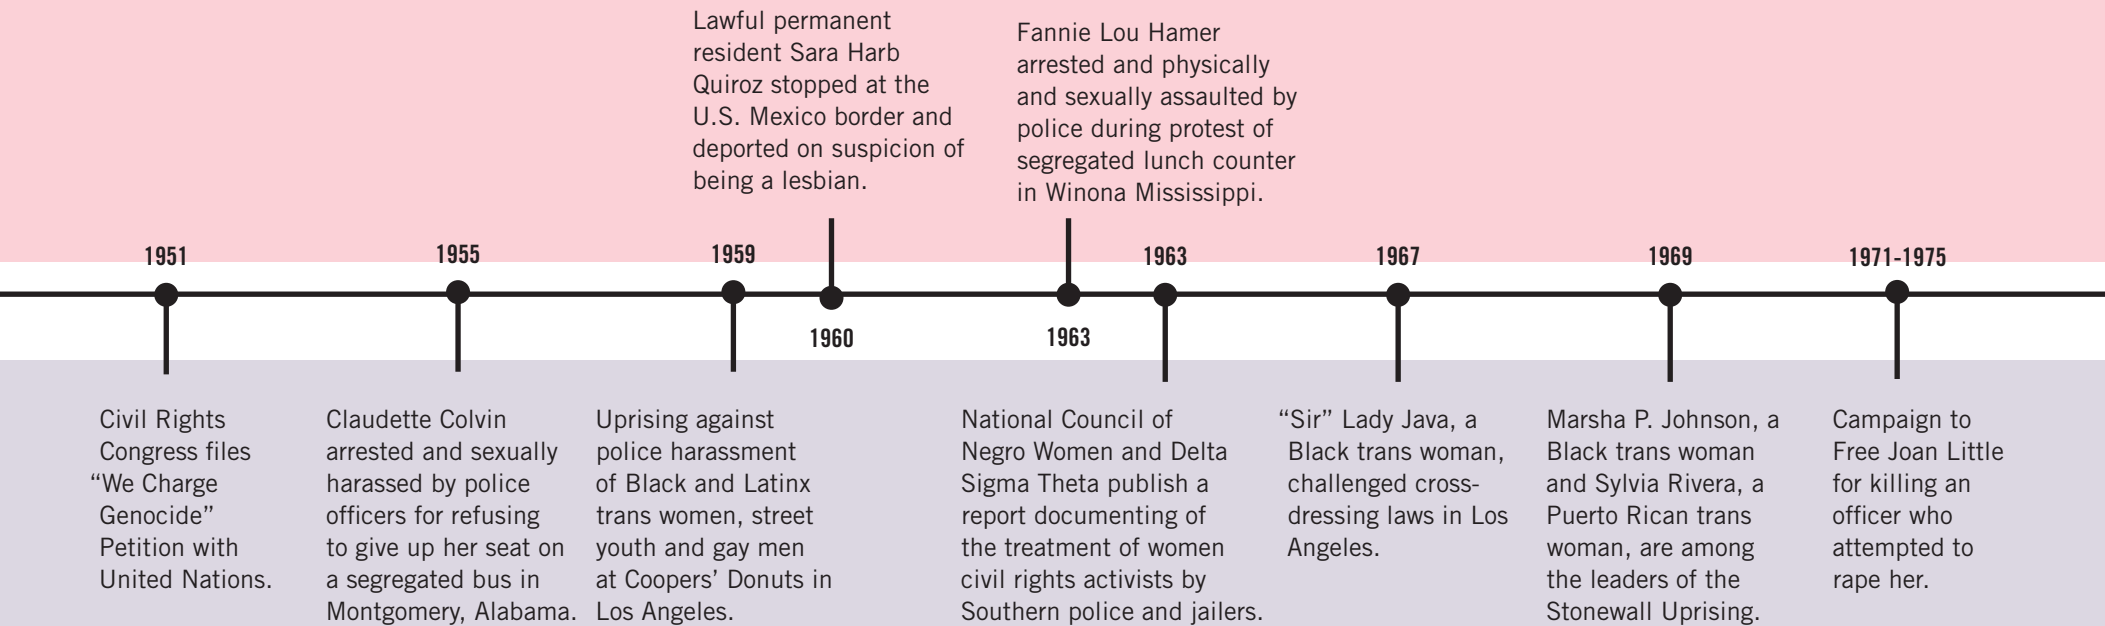 Lawful permanent
resident Sara Harb
Quiroz stopped at the
U.S. Mexico border and
deported on suspicion of
being a lesbian.
Fannie Lou Hamer
arrested and physically
and sexually assaulted by
police during protest of
segregated lunch counter
in Winona Mississippi.
1951
1955
1959
1963
1967
1969
1971-1975
1960
1963
Civil Rights
Congress files
“We Charge
Genocide”
Petition with
United Nations.
Claudette Colvin
arrested and sexually
harassed by police
officers for refusing
to give up her seat on
a segregated bus in
Montgomery, Alabama.
Uprising against
police harassment
of Black and Latinx
trans women, street
youth and gay men
at Coopers’ Donuts in
Los Angeles.
National Council of
Negro Women and Delta
Sigma Theta publish a
report documenting of
the treatment of women
civil rights activists by
Southern police and jailers.
“Sir” Lady Java, a
Black trans woman,
challenged cross-
dressing laws in Los
Angeles.
Marsha P. Johnson, a
Black trans woman
and Sylvia Rivera, a
Puerto Rican trans
woman, are among
the leaders of the
Stonewall Uprising.
Campaign to
Free Joan Little
for killing an
officer who
attempted to
rape her.